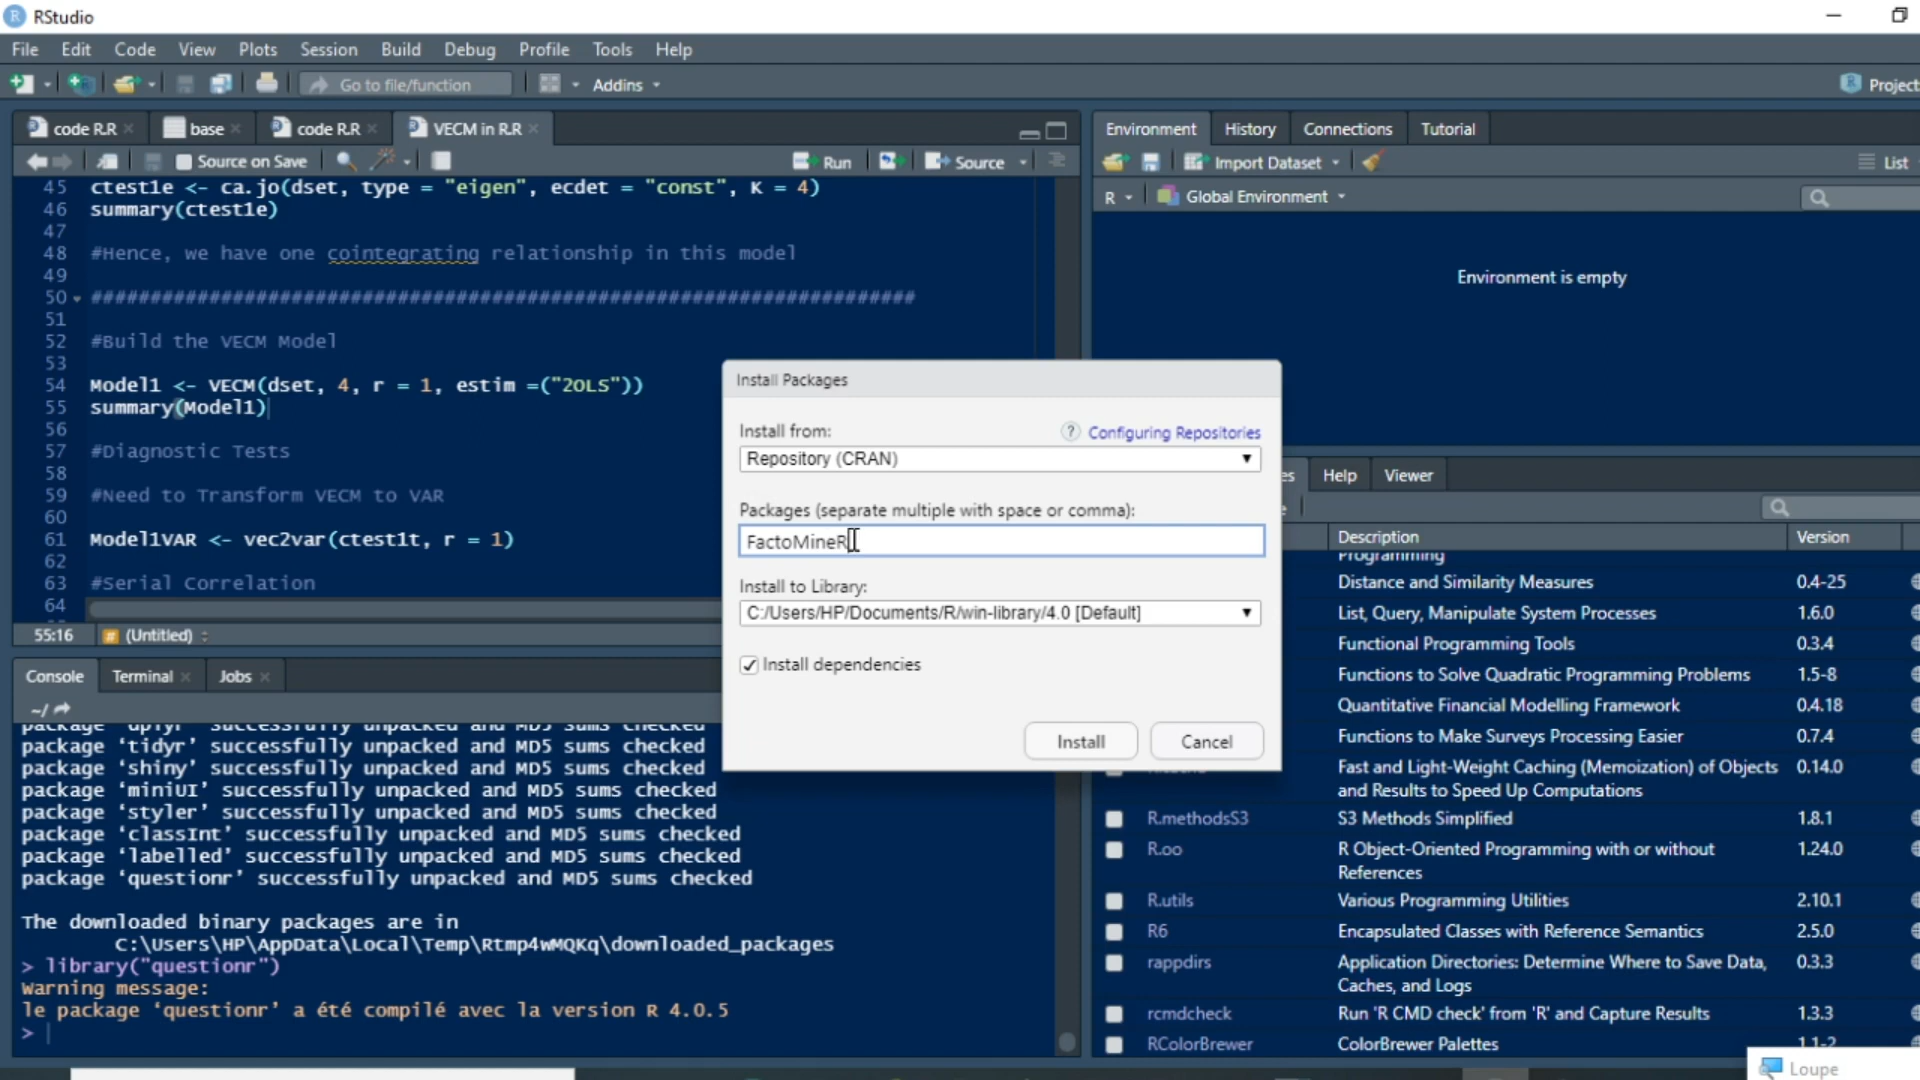 RStudio
File Edit Code View Plots Session Build Debug Profile Tools Help
Go to file/function Addins Project
code R.R base code R.R VECM in R.R
Source on Save Run Source
45 ctest1e <- ca.jo(dset, type = "eigen", ecdet = "const", K = 4)
46 summary(ctest1e)
47
48 #Hence, we have one cointegrating relationship in this model
49
50 ######################################################################
51
52 #Build the VECM Model
53
54 Model1 <- VECM(dset, 4, r = 1, estim =("2OLS"))
55 summary(Model1)
56
57 #Diagnostic Tests
58
59 #Need to Transform VECM to VAR
60
61 Model1VAR <- vec2var(ctest1t, r = 1)
62
63 #Serial Correlation
64
55:16 # (Untitled)
Console Terminal Jobs
~/
package ‘dplyr’ successfully unpacked and MD5 sums checked
package ‘tidyr’ successfully unpacked and MD5 sums checked
package ‘shiny’ successfully unpacked and MD5 sums checked
package ‘miniUI’ successfully unpacked and MD5 sums checked
package ‘styler’ successfully unpacked and MD5 sums checked
package ‘classInt’ successfully unpacked and MD5 sums checked
package ‘labelled’ successfully unpacked and MD5 sums checked
package ‘questionr’ successfully unpacked and MD5 sums checked
The downloaded binary packages are in
C:\Users\HP\AppData\Local\Temp\Rtmp4wMQKq\downloaded_packages
> library("questionr")
Warning message:
le package ‘questionr’ a été compilé avec la version R 4.0.5
>
Install Packages
Install from: ? Configuring Repositories
Repository (CRAN)
Packages (separate multiple with space or comma):
FactoMineR
Install to Library:
C:/Users/HP/Documents/R/win-library/4.0 [Default]
Install dependencies
Install Cancel
Environment History Connections Tutorial
Import Dataset List
R Global Environment
Environment is empty
es Help Viewer
Description Version
Programming
Distance and Similarity Measures 0.4-25
List, Query, Manipulate System Processes 1.6.0
Functional Programming Tools 0.3.4
Functions to Solve Quadratic Programming Problems 1.5-8
Quantitative Financial Modelling Framework 0.4.18
Functions to Make Surveys Processing Easier 0.7.4
Fast and Light-Weight Caching (Memoization) of Objects 0.14.0
and Results to Speed Up Computations
R.methodsS3 S3 Methods Simplified 1.8.1
R.oo R Object-Oriented Programming with or without 1.24.0
References
R.utils Various Programming Utilities 2.10.1
R6 Encapsulated Classes with Reference Semantics 2.5.0
rappdirs Application Directories: Determine Where to Save Data, 0.3.3
Caches, and Logs
rcmdcheck Run 'R CMD check' from 'R' and Capture Results 1.3.3
RColorBrewer ColorBrewer Palettes 1.1-2
Loupe